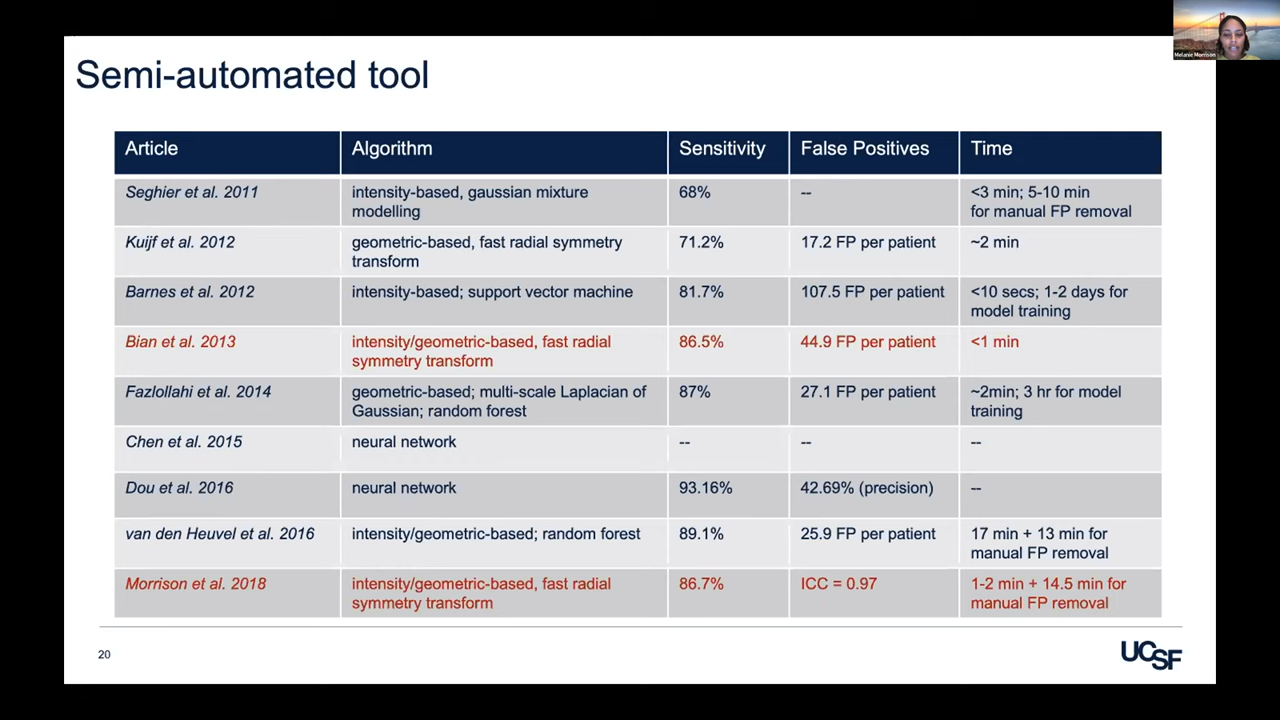 Melanie Morrison
Semi-automated tool
Article Algorithm Sensitivity False Positives Time
Seghier et al. 2011 intensity-based, gaussian mixture 68% -- <3 min; 5-10 min
modelling for manual FP removal
Kuijf et al. 2012 geometric-based, fast radial symmetry 71.2% 17.2 FP per patient ~2 min
transform
Barnes et al. 2012 intensity-based; support vector machine 81.7% 107.5 FP per patient <10 secs; 1-2 days for
model training
Bian et al. 2013 intensity/geometric-based, fast radial 86.5% 44.9 FP per patient <1 min
symmetry transform
Fazlollahi et al. 2014 geometric-based; multi-scale Laplacian of 87% 27.1 FP per patient ~2min; 3 hr for model
Gaussian; random forest training
Chen et al. 2015 neural network -- -- --
Dou et al. 2016 neural network 93.16% 42.69% (precision) --
van den Heuvel et al. 2016 intensity/geometric-based; random forest 89.1% 25.9 FP per patient 17 min + 13 min for
manual FP removal
Morrison et al. 2018 intensity/geometric-based, fast radial 86.7% ICC = 0.97 1-2 min + 14.5 min for
symmetry transform manual FP removal
20
UCSF